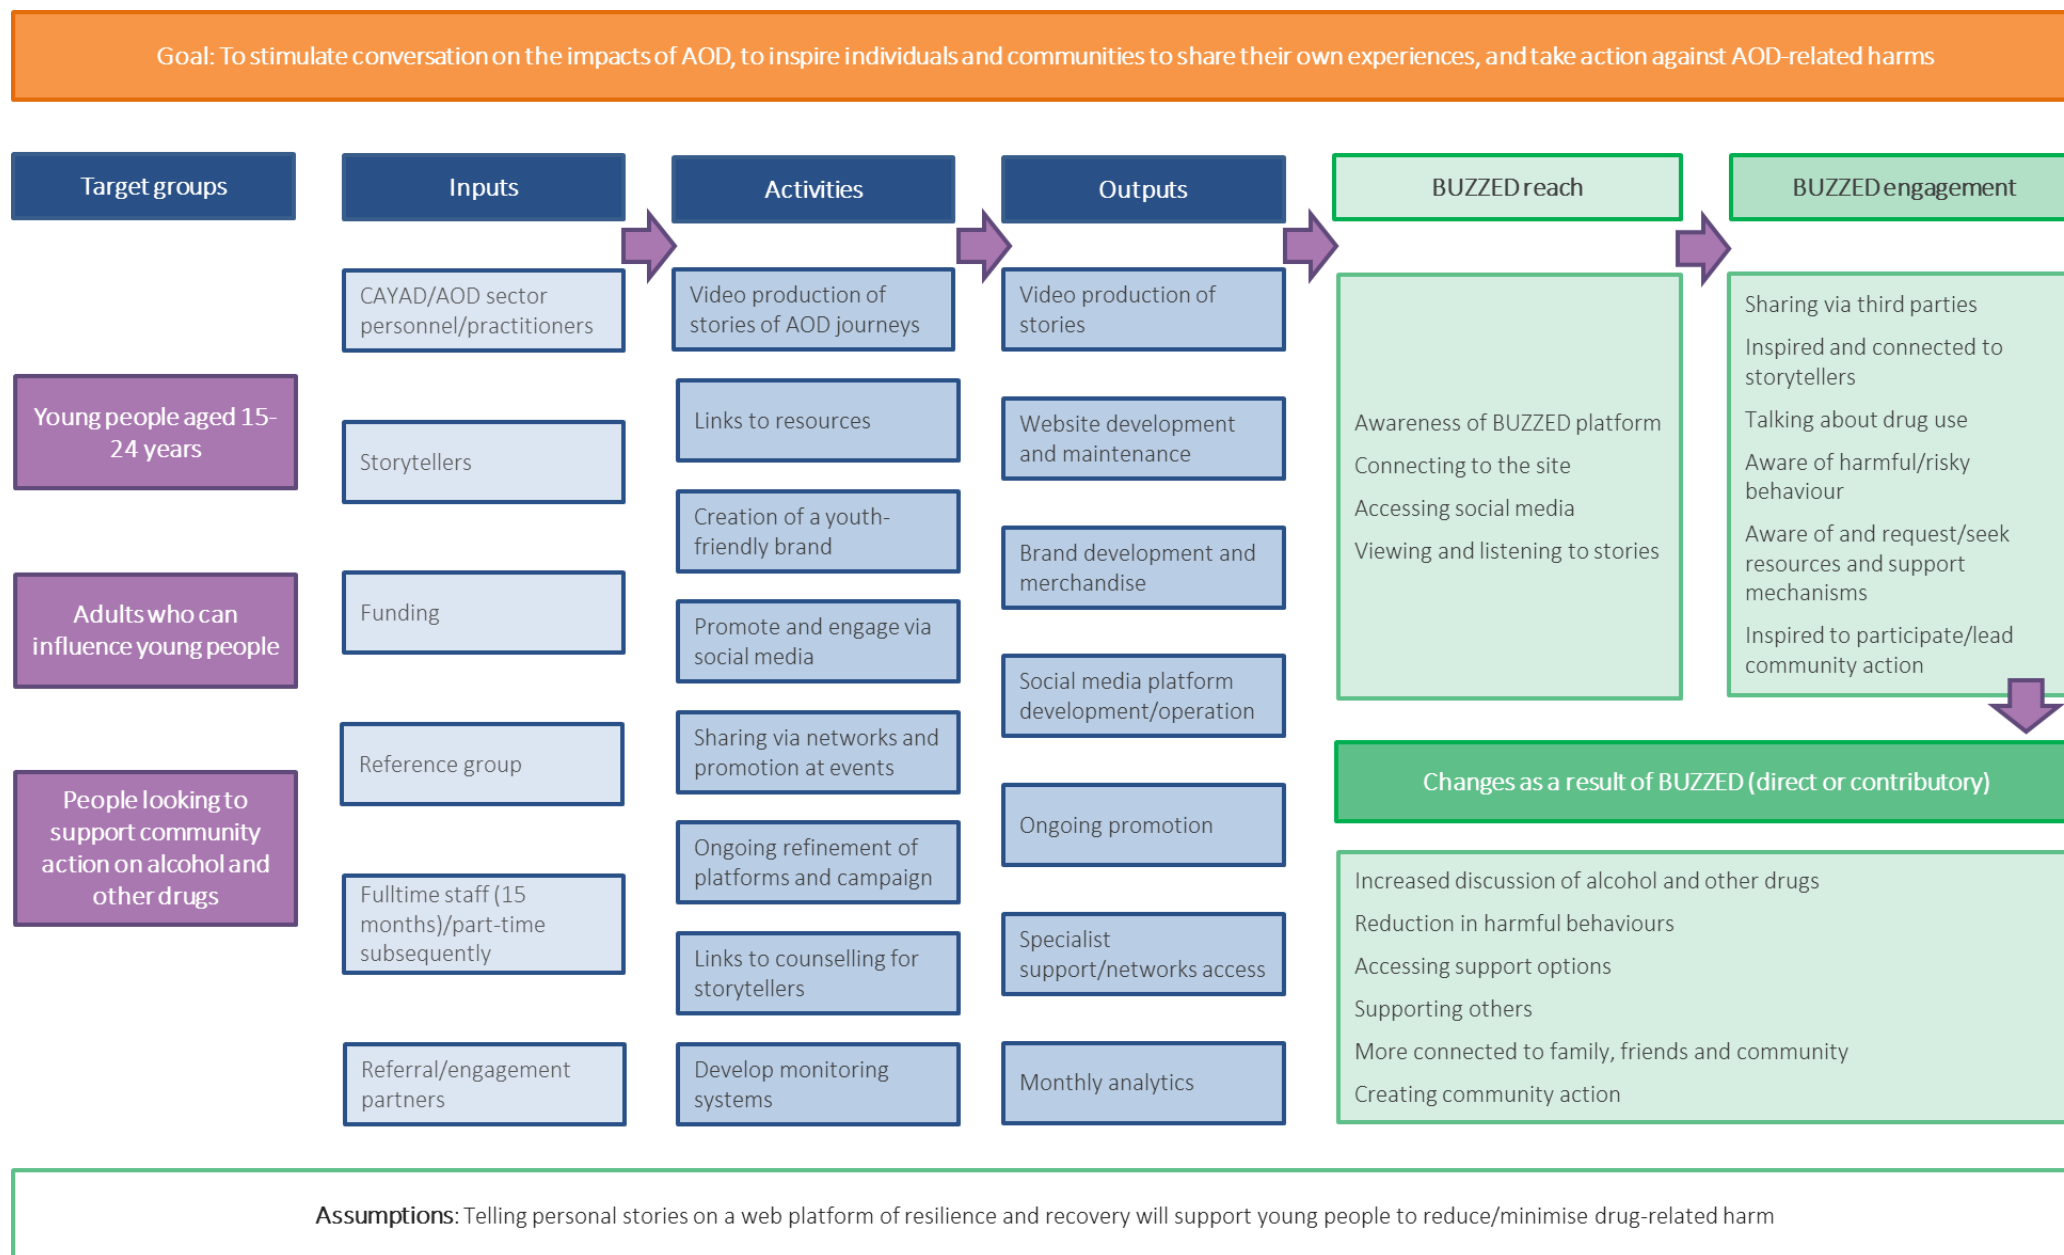 Goal: To stimulate conversation on the impacts of AOD, to inspire individuals and communities to share their own experiences, and take action against AOD-related harms
Target groups
Young people aged 15-
24 years
Adults who can
influence young people
People looking to
support community
action on alcohol and
other drugs
Inputs
CAYAD/AOD sector
personnel/practitioners
Storytellers
Funding
Reference group
Fulltime staff (15
months)/part-time
subsequently
Referral/engagement
partners
Activities
Video production of
stories of AOD journeys
Links to resources
Creation of a youth-
friendly brand
Promote and engage via
social media
Sharing via networks and
promotion at events
Ongoing refinement of
platforms and campaign
Links to counselling for
storytellers
Develop monitoring
systems
Outputs
Video production of
stories
Website development
and maintenance
Brand development and
merchandise
Social media platform
development/operation
Ongoing promotion
Specialist
support/networks access
Monthly analytics
BUZZED reach
Awareness of BUZZED platform
Connecting to the site
Accessing social media
Viewing and listening to stories
BUZZED engagement
Sharing via third parties
Inspired and connected to
storytellers
Talking about drug use
Aware of harmful/risky
behaviour
Aware of and request/seek
resources and support
mechanisms
Inspired to participate/lead
community action
Changes as a result of BUZZED (direct or contributory)
Increased discussion of alcohol and other drugs
Reduction in harmful behaviours
Accessing support options
Supporting others
More connected to family, friends and community
Creating community action
Assumptions: Telling personal stories on a web platform of resilience and recovery will support young people to reduce/minimise drug-related harm